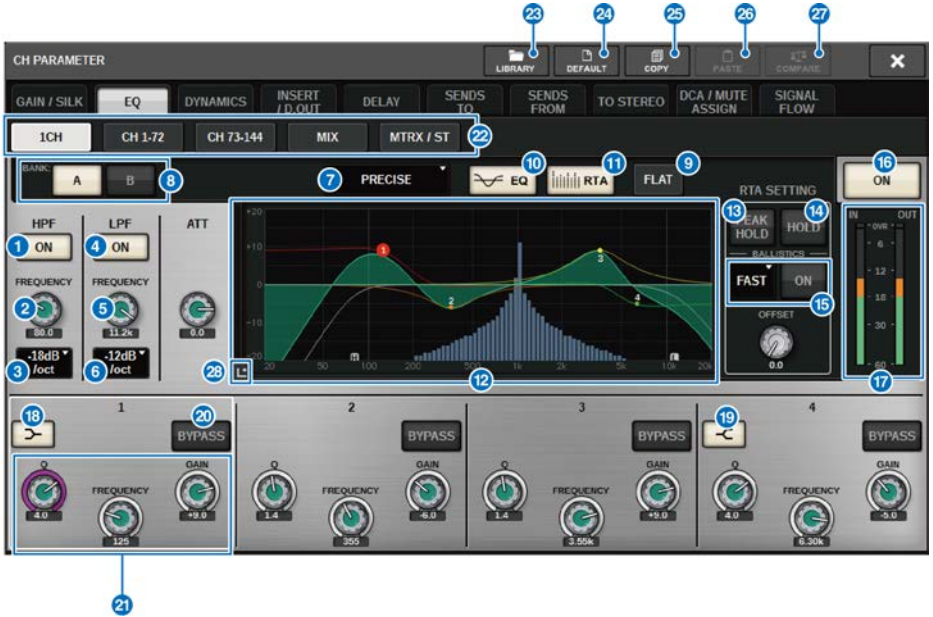 23 24 25 26 27
CH PARAMETER LIBRARY DEFAULT COPY PASTE COMPARE
GAIN / SILK EQ DYNAMICS INSERT / D.OUT DELAY SENDS TO SENDS FROM TO STEREO DCA / MUTE ASSIGN SIGNAL FLOW
1CH CH 1-72 CH 73-144 MIX MTRX / ST 22
BANK A B 8 7 PRECISE 10 EQ 11 RTA 9 FLAT 16 ON
RTA SETTING
HPF LPF ATT
1 ON 4 ON
13 PEAK HOLD 14 HOLD
IN OUT
OVR
6
12
18
30
60
17
BALLISTICS
FAST ON
15
OFFSET
0.0
FREQUENCY FREQUENCY
2 5
80.0 11.2k 0.0
-18dB /oct -12dB /oct
3 6
+20
+10
0
-10
-20
1 2 3 4
H L
20 50 100 200 500 1k 2k 5k 10k 20k
28 12
1 2 3 4
18 20 BYPASS BYPASS BYPASS 19 BYPASS
Q FREQUENCY GAIN Q FREQUENCY GAIN Q FREQUENCY GAIN Q FREQUENCY GAIN
4.0 125 +9.0 1.4 355 -6.0 1.4 3.55k +9.0 4.0 6.30k -5.0
21